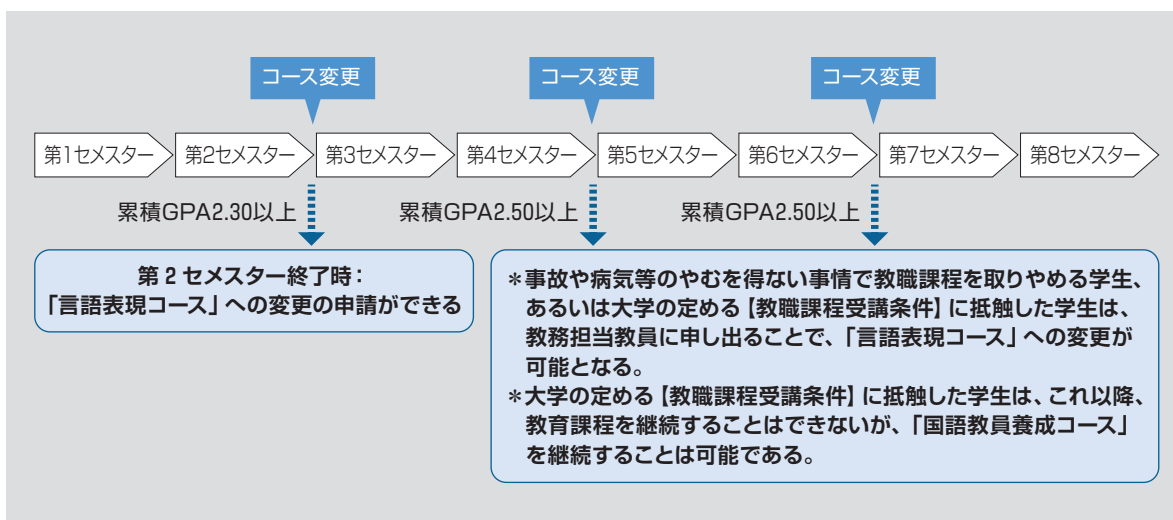 コース変更
コース変更
コース変更
第1セメスター
第2セメスター
第3セメスター
第4セメスター
第5セメスター
第6セメスター
第7セメスター
第8セメスター
累積GPA2.30以上
累積GPA2.50以上
累積GPA2.50以上
第 2 セメスター終了時：
「言語表現コース」への変更の申請ができる
＊事故や病気等のやむを得ない事情で教職課程を取りやめる学生、
あるいは大学の定める【教職課程受講条件】に抵触した学生は、
教務担当教員に申し出ることで、「言語表現コース」への変更が
可能となる。
＊大学の定める【教職課程受講条件】に抵触した学生は、これ以降、
教育課程を継続することはできないが、「国語教員養成コース」
を継続することは可能である。